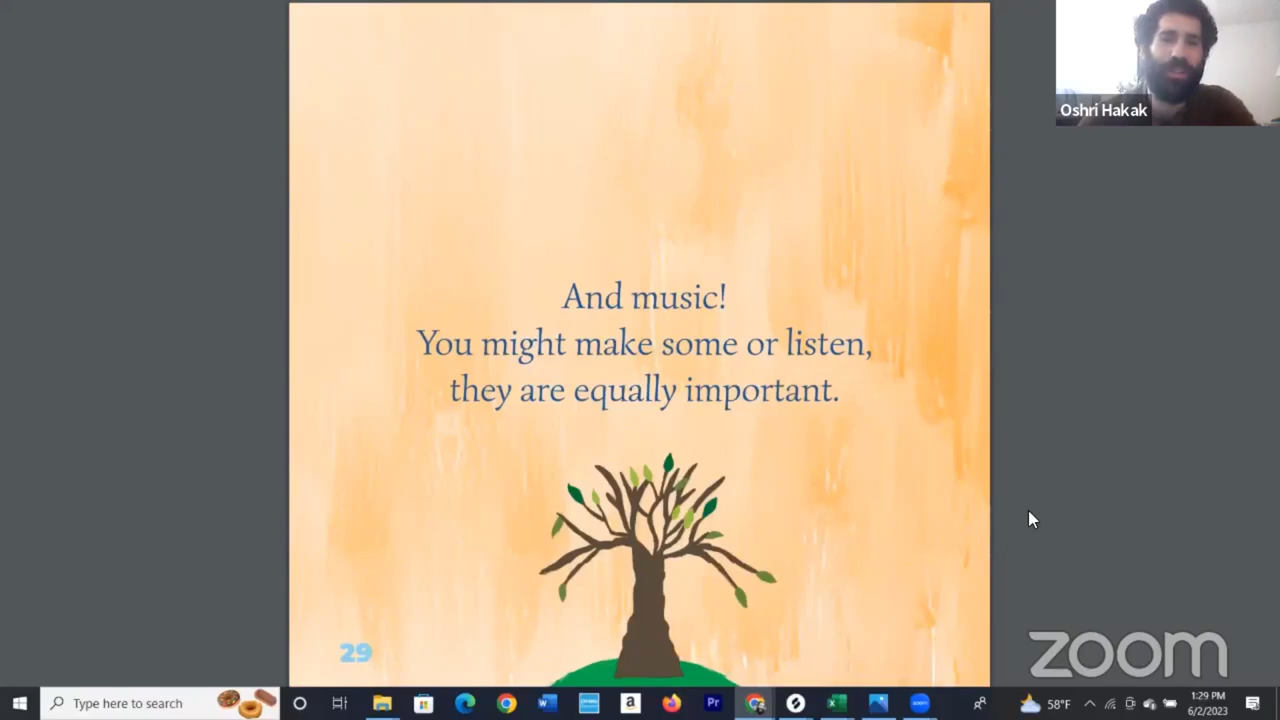 Oshri Hakak
And music!
You might make some or listen,
they are equally important.
29
zoom
Type here to search
58°F
1:29 PM
6/2/2023